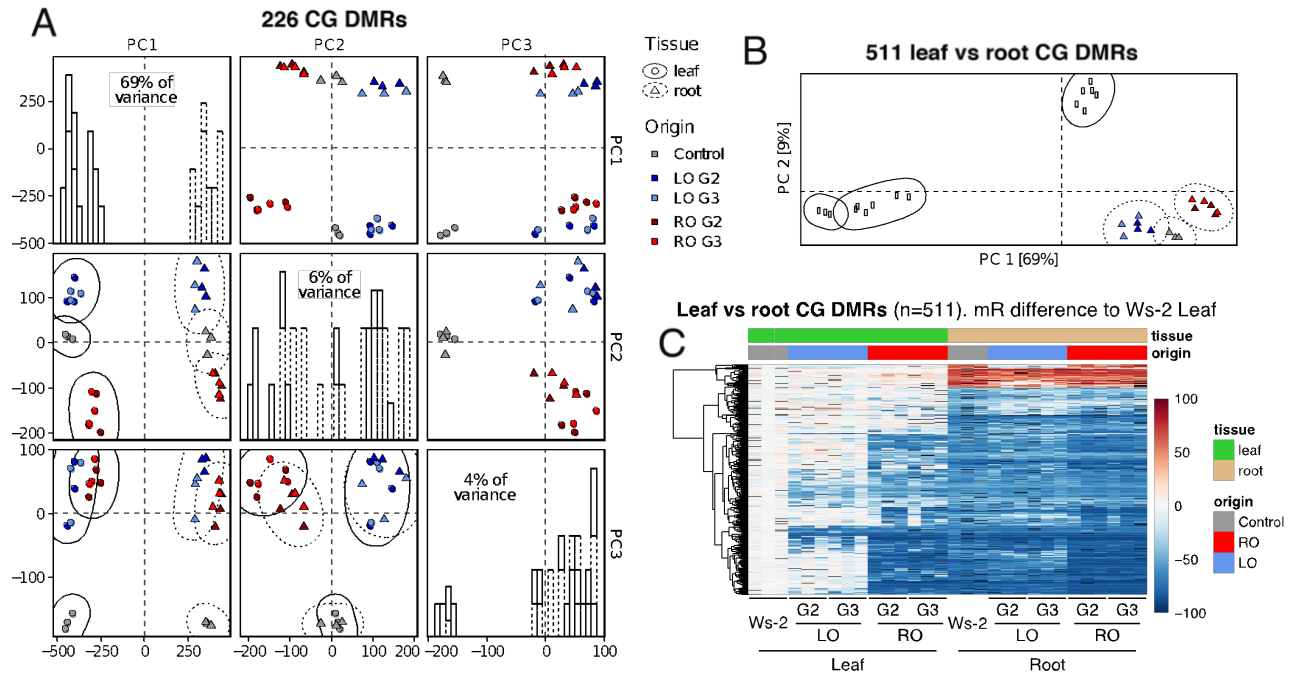 A
226 CG DMRs
PC1
PC2
PC3
69% of
variance
250
0
−250
−500
PC1
6% of
variance
100
0
−100
−200
PC2
4% of
variance
100
0
−100
PC3
−500 −250 0 250
−200 −100 0 100 200
−200 −100 0 100
Tissue
leaf
root
Origin
Control
LO G2
LO G3
RO G2
RO G3
B
511 leaf vs root CG DMRs
PC 2 [9%]
PC 1 [69%]
Leaf vs root CG DMRs (n=511). mR difference to Ws-2 Leaf
C
tissue
origin
100
50
0
−50
−100
tissue
leaf
root
origin
Control
RO
LO
G2 G3 G2 G3 G2 G3 G2 G3
Ws-2 LO RO Ws-2 LO RO
Leaf Root